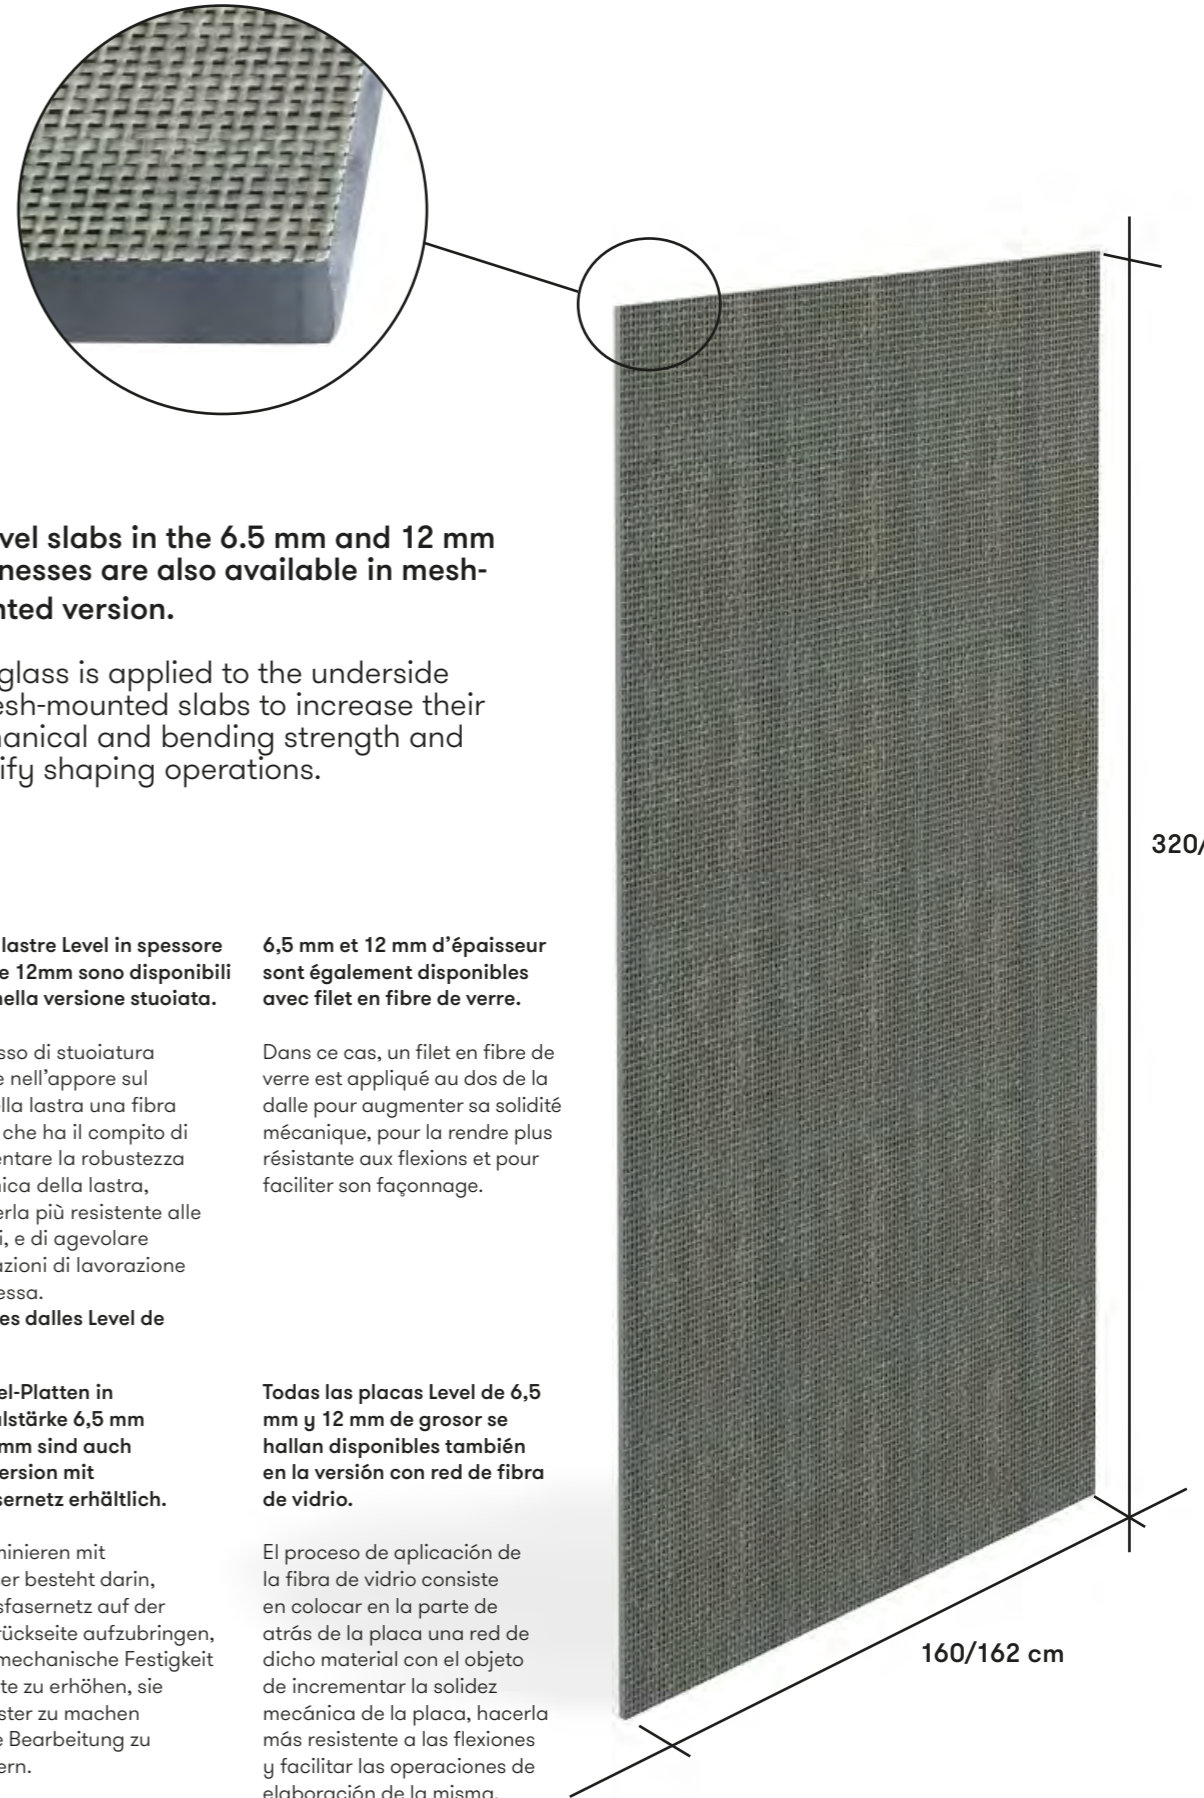 vel slabs in the 6.5 mm and 12 mm
nesses are also available in mesh-
nted version.
glass is applied to the underside
esh-mounted slabs to increase their
hanical and bending strength and
ify shaping operations.
lastre Level in spessore
e 12mm sono disponibili
nella versione stuoiata.
sso di stuoiatura
e nell'appore sul
lla lastra una fibra
che ha il compito di
entare la robustezza
nica della lastra,
erla più resistente alle
i, e di agevolare
azioni di lavorazione
essa.
es dalles Level de
6,5 mm et 12 mm d'épaisseur
sont également disponibles
avec filet en fibre de verre.
Dans ce cas, un filet en fibre de
verre est appliqué au dos de la
dalle pour augmenter sa solidité
mécanique, pour la rendre plus
résistante aux flexions et pour
faciliter son façonnage.
el-Platten in
alstärke 6,5 mm
mm sind auch
ersion mit
sernetz erhältlich.
minieren mit
er besteht darin,
sfasernetz auf der
rückseite aufzubringen,
mechanische Festigkeit
te zu erhöhen, sie
ster zu machen
e Bearbeitung zu
ern.
Todas las placas Level de 6,5
mm y 12 mm de grosor se
hallan disponibles también
en la versión con red de fibra
de vidrio.
El proceso de aplicación de
la fibra de vidrio consiste
en colocar en la parte de
atrás de la placa una red de
dicho material con el objeto
de incrementar la solidez
mecánica de la placa, hacerla
más resistente a las flexiones
y facilitar las operaciones de
elaboración de la misma.
320/
160/162 cm